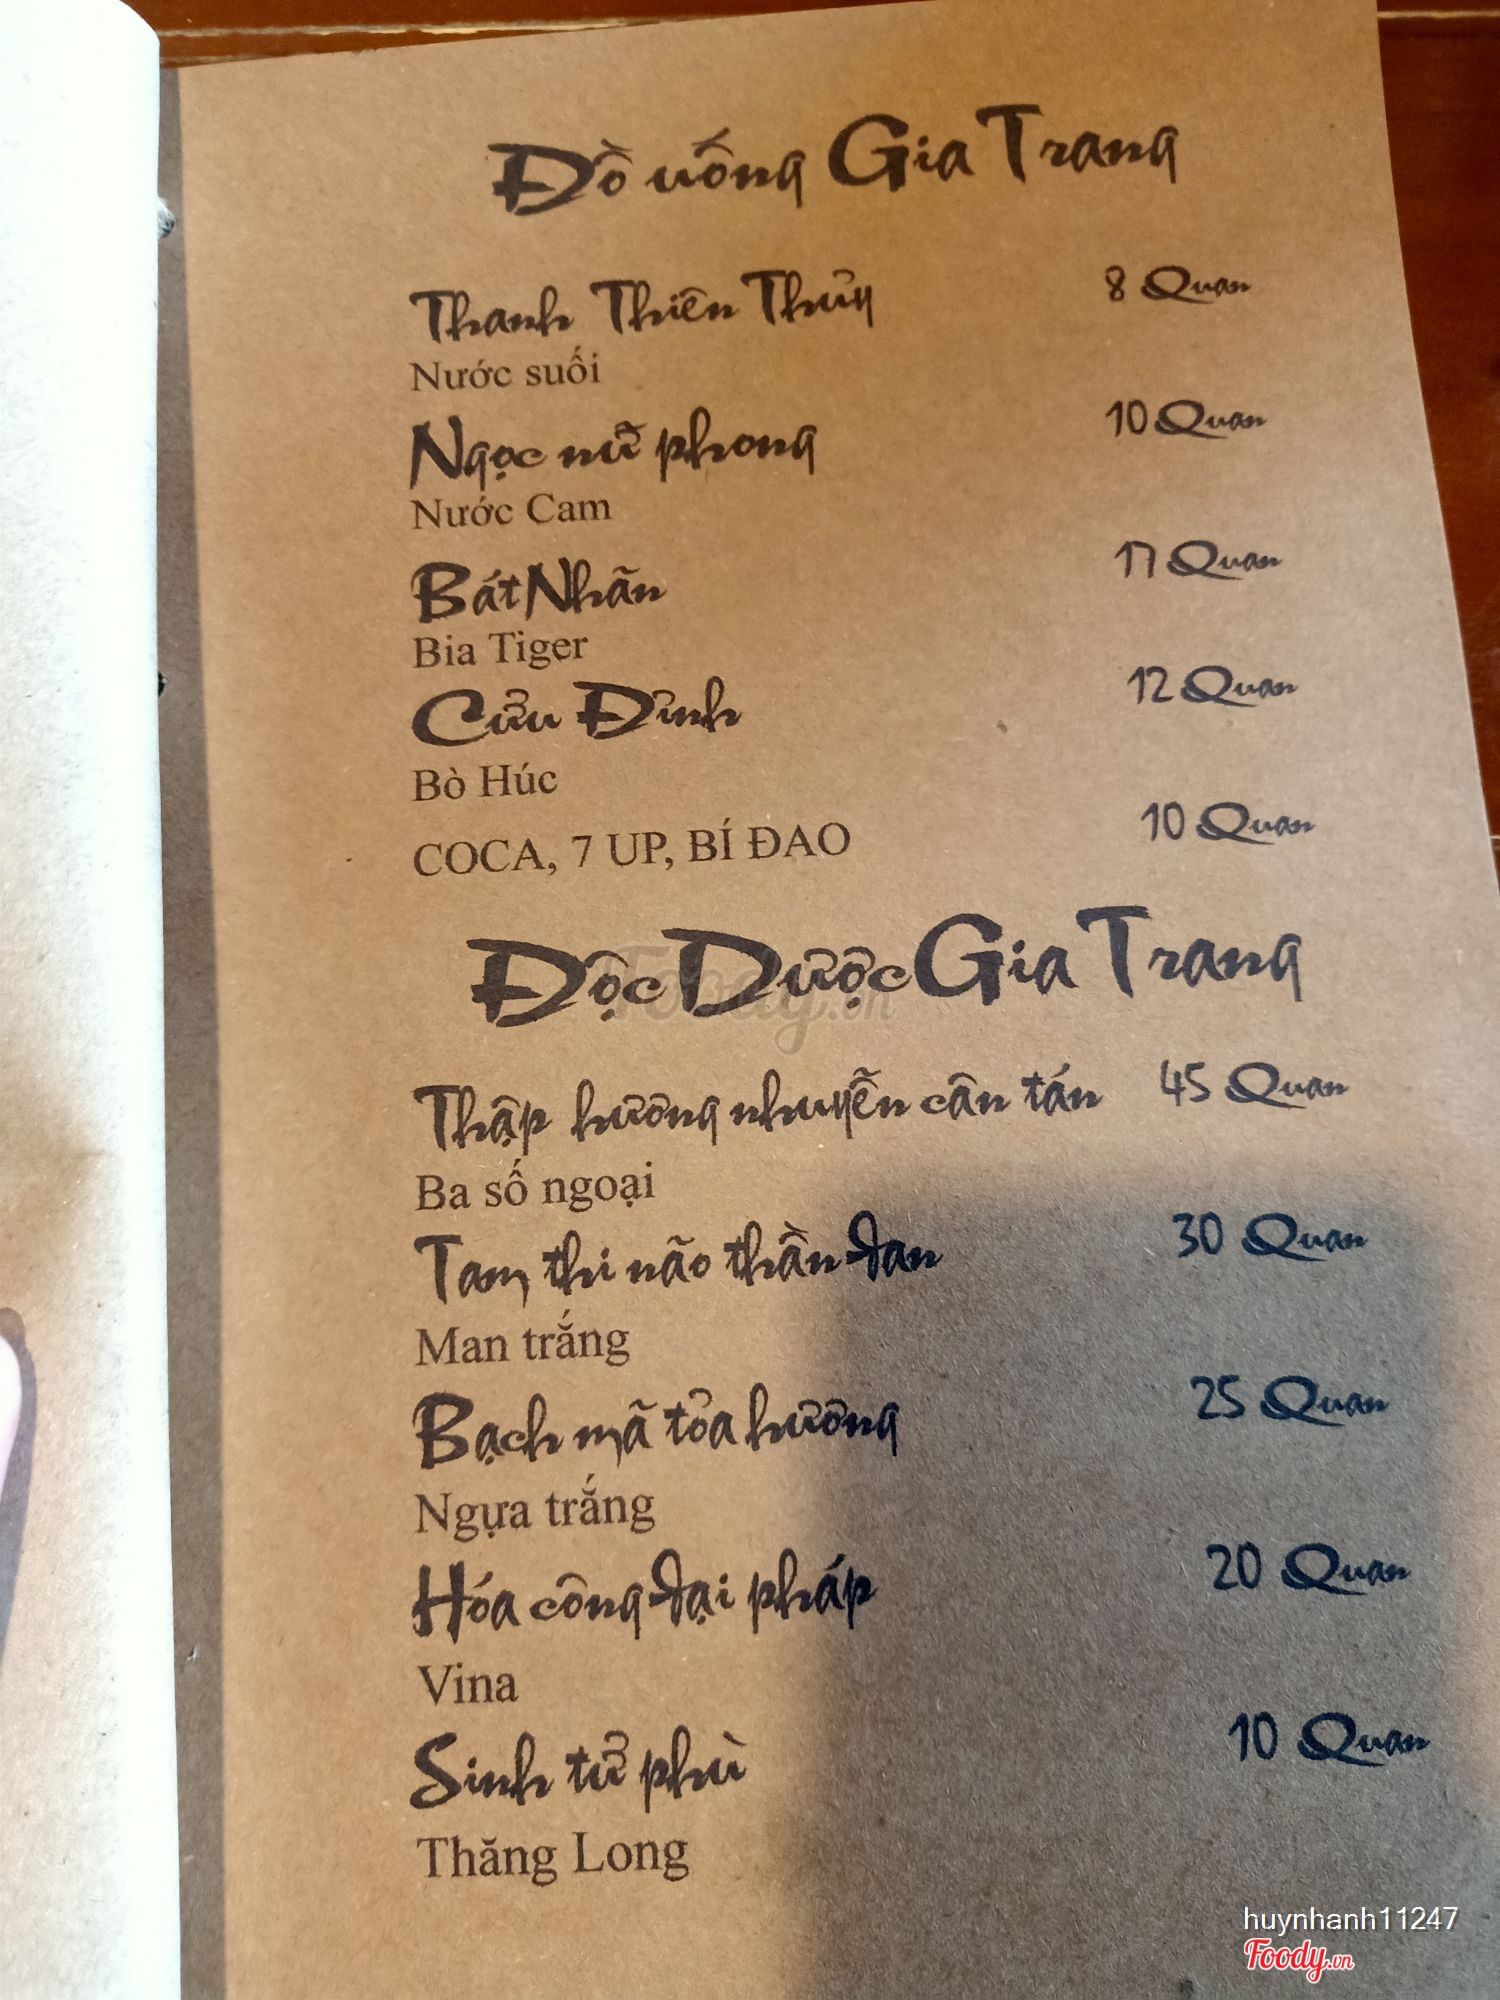 Đồ uống Gia Trang
Thanh Thiên Thủy 8 Quan
Nước suối
Ngọc nữ phong 10 Quan
Nước Cam
Bát Nhãn 17 Quan
Bia Tiger
Cửu Đỉnh 12 Quan
Bò Húc
COCA, 7 UP, BÍ ĐAO 10 Quan
Độc Dược Gia Trang
Foody.vn
Thập hương nhuyễn cân tán 45 Quan
Ba số ngoại
Tam thi não thần đan 30 Quan
Man trắng
Bạch mã tỏa hương 25 Quan
Ngựa trắng
Hóa công đại pháp 20 Quan
Vina
Sinh tử phù 10 Quan
Thăng Long
huynhanh11247
Foody.vn